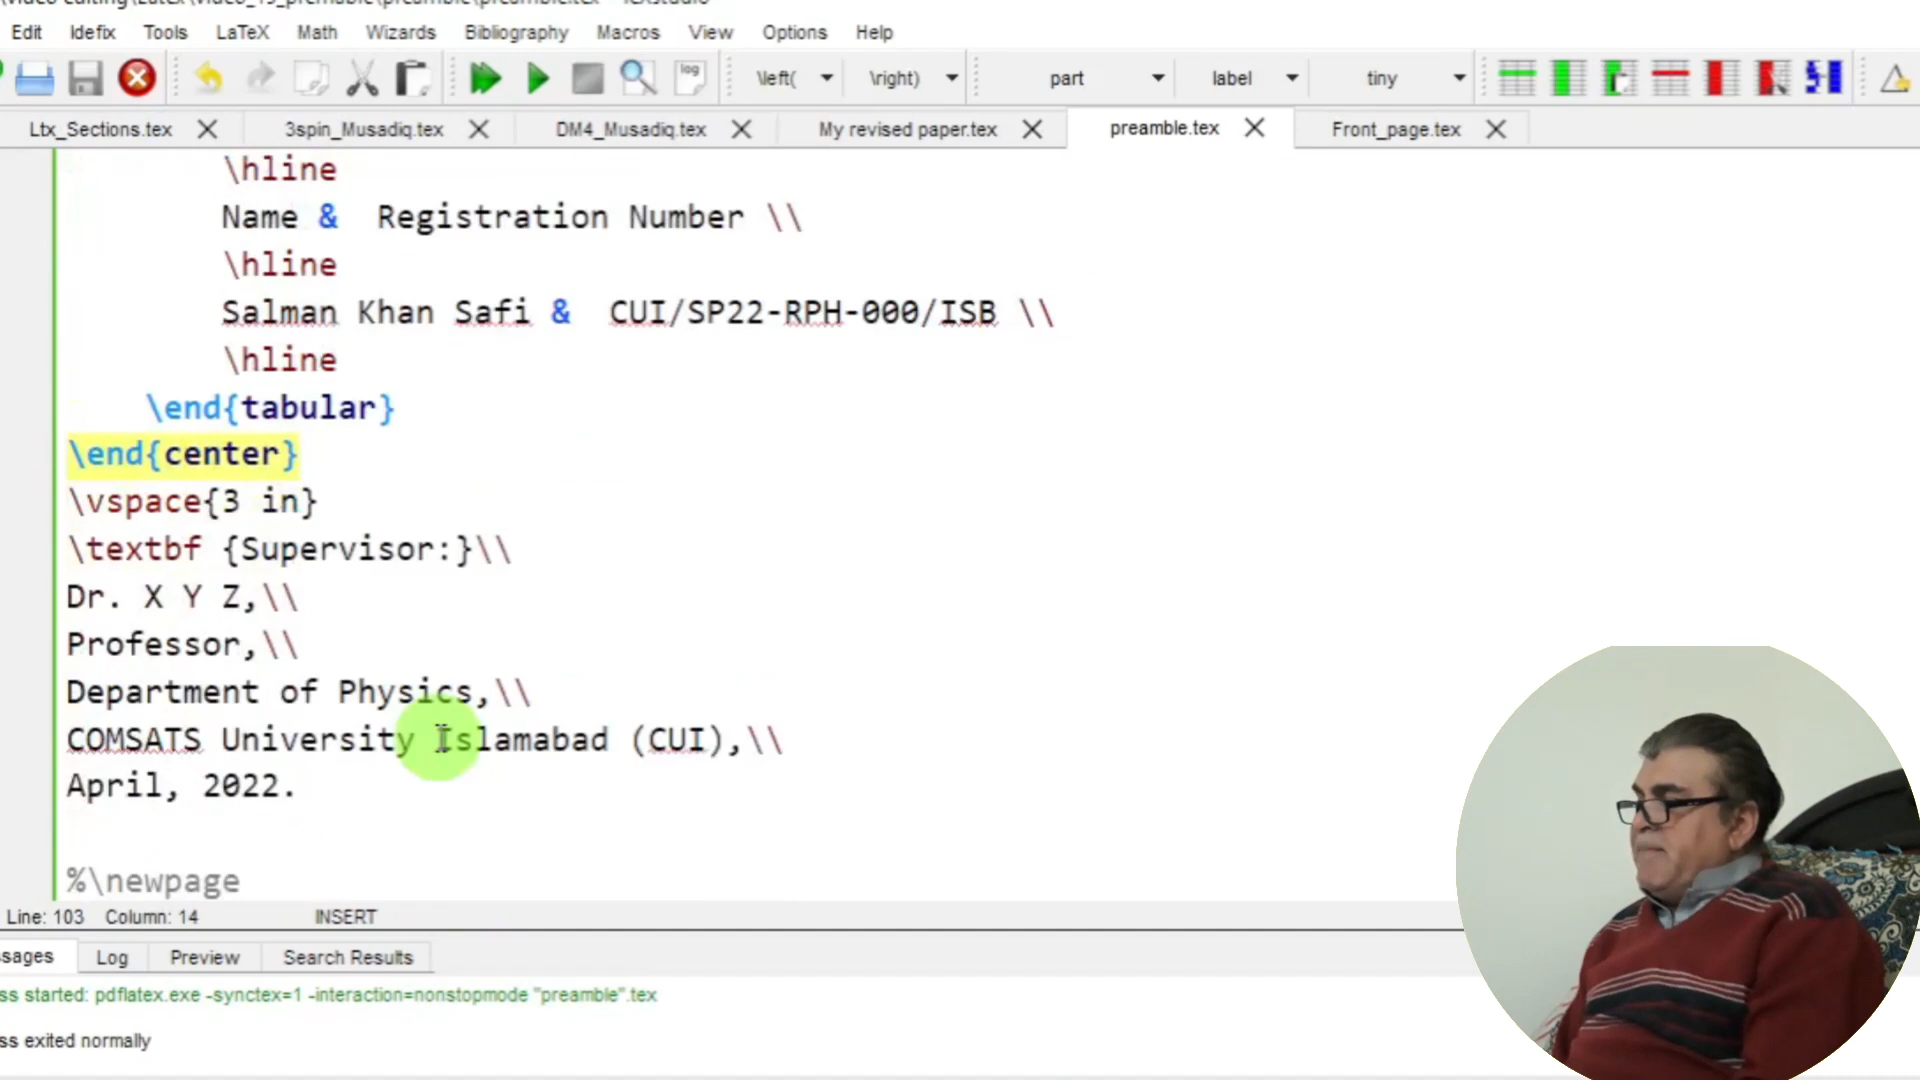 Edit Idefix Tools LaTeX Math Wizards Bibliography Macros View Options Help
log \left( \right) part label tiny
Ltx_Sections.tex 3spin_Musadiq.tex DM4_Musadiq.tex My revised paper.tex preamble.tex Front_page.tex
\hline
Name & Registration Number \\
\hline
Salman Khan Safi & CUI/SP22-RPH-000/ISB \\
\hline
\end{tabular}
\end{center}
\vspace{3 in}
\textbf {Supervisor:}\\
Dr. X Y Z,\\
Professor,\\
Department of Physics,\\
COMSATS University Islamabad (CUI),\\
April, 2022.
%\newpage
Line: 103 Column: 14 INSERT
ssages Log Preview Search Results
ss started: pdflatex.exe -synctex=1 -interaction=nonstopmode "preamble".tex
ss exited normally